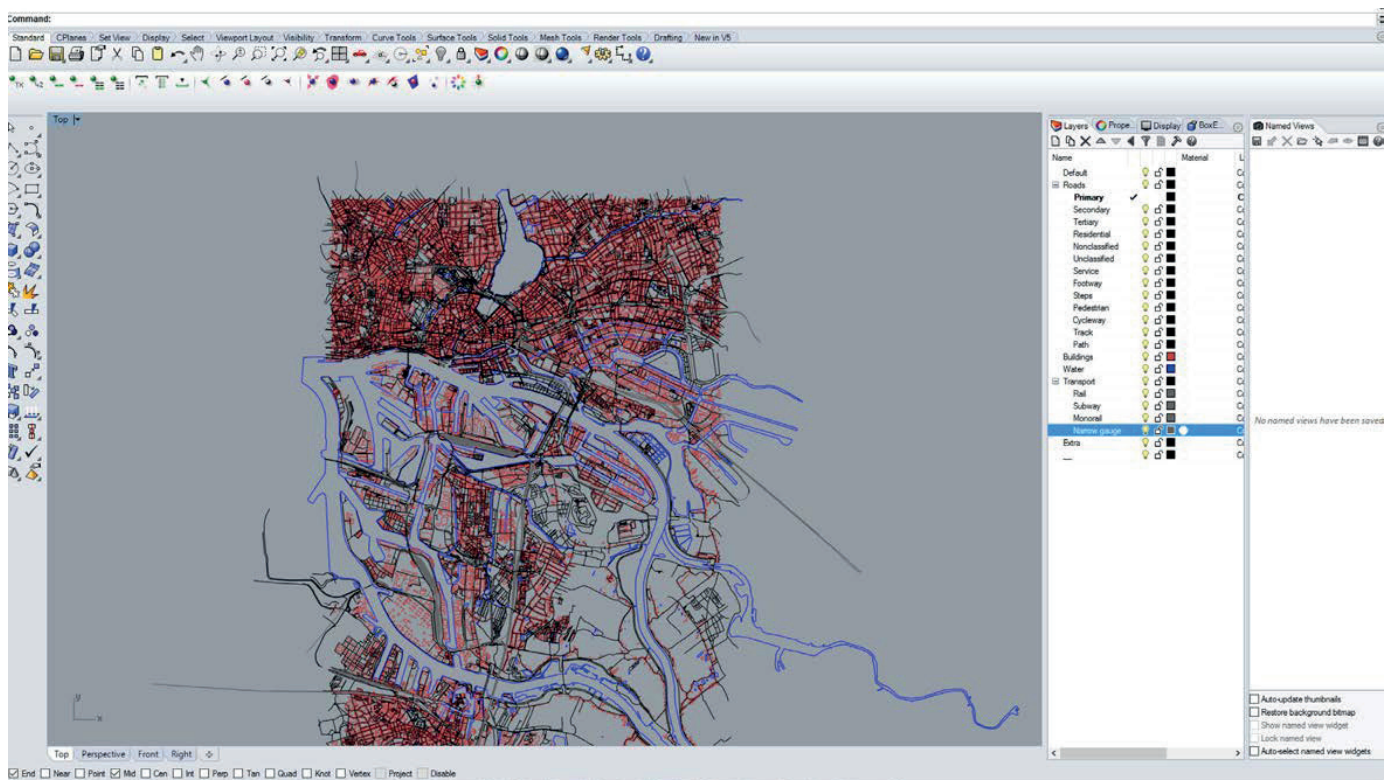 Command:
Standard CPlanes Set View Display Select Viewport Layout Visibility Transform Curve Tools Surface Tools Solid Tools Mesh Tools Render Tools Drafting New in V5
Top
Layers Prope... Display BoxE...
Named Views
Name Material L
Default
Roads
Primary
Secondary
Tertiary
Residential
Nonclassified
Unclassified
Service
Footway
Steps
Pedestrian
Cycleway
Track
Path
Buildings
Water
Transport
Rail
Subway
Monorail
Narrow gauge
Extra
No named views have been saved
y
x
Auto-update thumbnails
Restore background bitmap
Show named view widget
Lock named view
Auto-select named view widgets
Top Perspective Front Right
End Near Point Mid Cen Int Perp Tan Quad Knot Vertex Project Disable